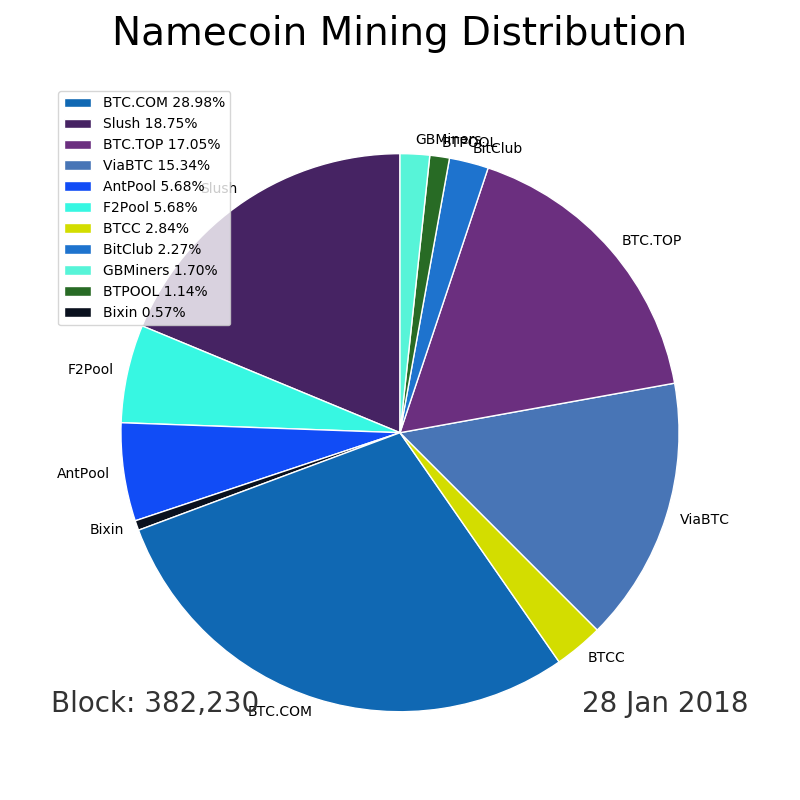 Namecoin Mining Distribution
BTC.COM 28.98%
Slush 18.75%
BTC.TOP 17.05%
ViaBTC 15.34%
AntPool 5.68%
F2Pool 5.68%
BTCC 2.84%
BitClub 2.27%
GBMiners 1.70%
BTPOOL 1.14%
Bixin 0.57%
GBMiners
BTPOOL
BitClub
Slush
BTC.TOP
F2Pool
AntPool
ViaBTC
Bixin
BTCC
Block: 382,230
28 Jan 2018
BTC.COM